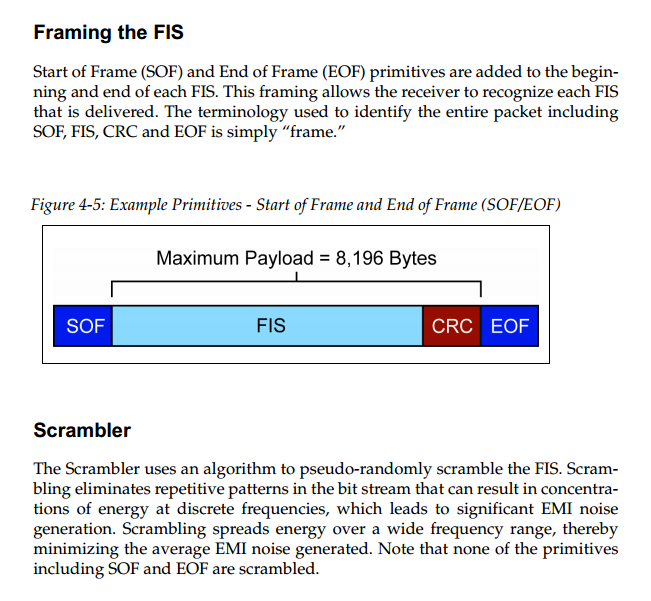 Framing the FIS
Start of Frame (SOF) and End of Frame (EOF) primitives are added to the begin-
ning and end of each FIS. This framing allows the receiver to recognize each FIS
that is delivered. The terminology used to identify the entire packet including
SOF, FIS, CRC and EOF is simply “frame.”
Figure 4-5: Example Primitives - Start of Frame and End of Frame (SOF/EOF)
Maximum Payload = 8,196 Bytes
SOF FIS CRC EOF
Scrambler
The Scrambler uses an algorithm to pseudo-randomly scramble the FIS. Scram-
bling eliminates repetitive patterns in the bit stream that can result in concentra-
tions of energy at discrete frequencies, which leads to significant EMI noise
generation. Scrambling spreads energy over a wide frequency range, thereby
minimizing the average EMI noise generated. Note that none of the primitives
including SOF and EOF are scrambled.